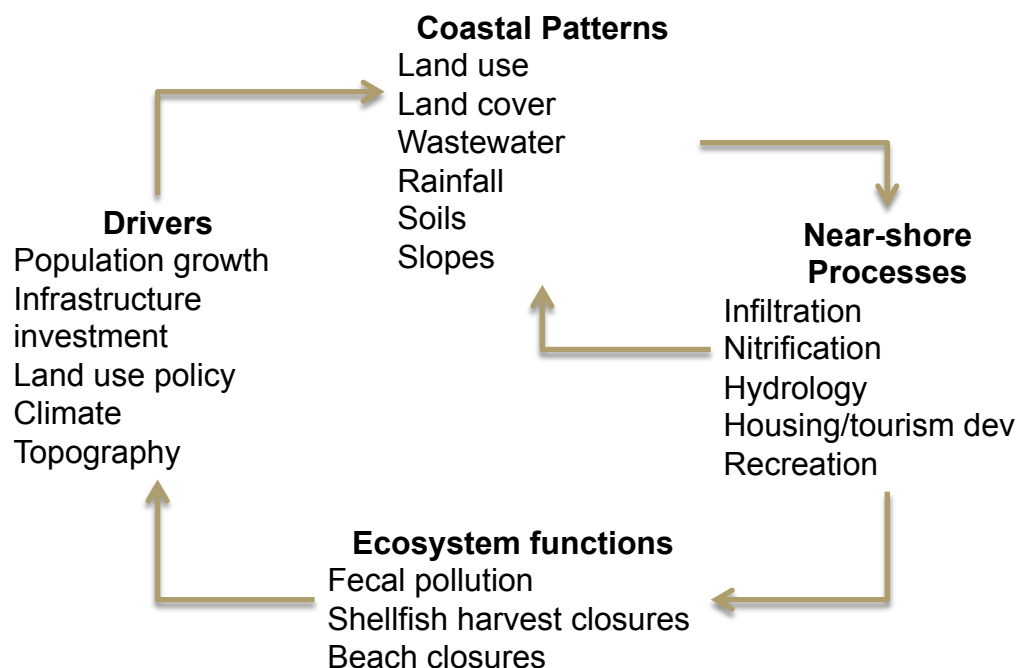 Coastal Patterns
Land use
Land cover
Wastewater
Rainfall
Soils
Slopes
Drivers
Population growth
Infrastructure
investment
Land use policy
Climate
Topography
Near-shore
Processes
Infiltration
Nitrification
Hydrology
Housing/tourism dev
Recreation
Ecosystem functions
Fecal pollution
Shellfish harvest closures
Beach closures